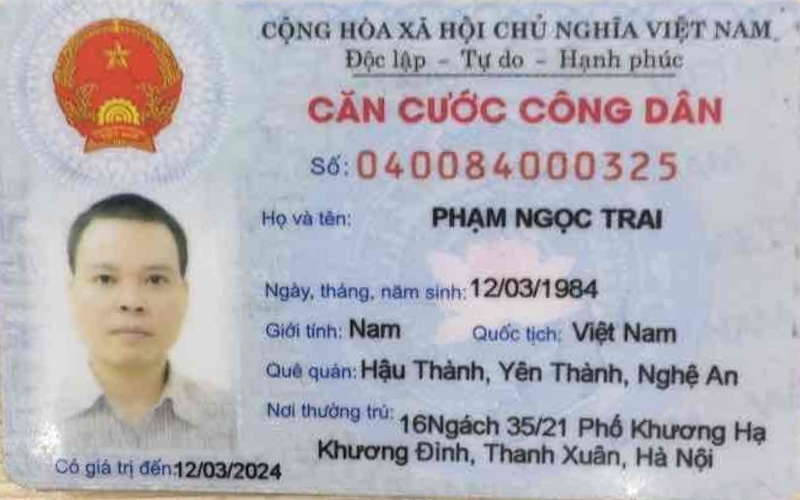 CỘNG HÒA XÃ HỘI CHỦ NGHĨA VIỆT NAM
Độc lập - Tự do - Hạnh phúc
CĂN CƯỚC CÔNG DÂN
Số: 040084000325
Họ và tên: PHẠM NGỌC TRAI
Ngày, tháng, năm sinh: 12/03/1984
Giới tính: Nam Quốc tịch: Việt Nam
Quê quán: Hậu Thành, Yên Thành, Nghệ An
Nơi thường trú: 16Ngách 35/21 Phố Khương Hạ
Khương Đình, Thanh Xuân, Hà Nội
Có giá trị đến: 12/03/2024